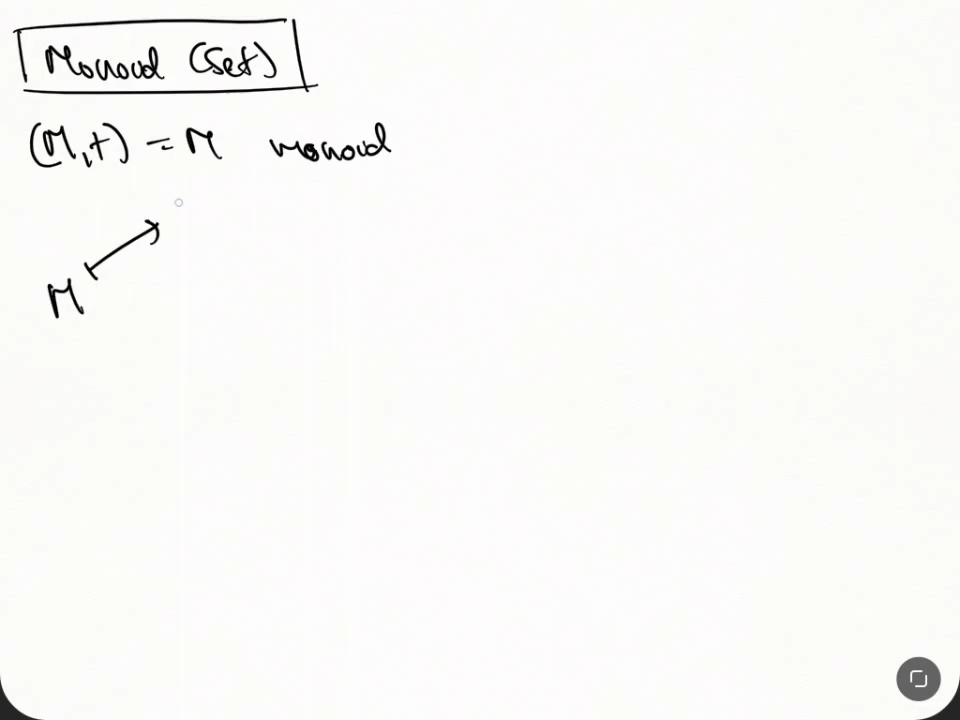 Monoid (Set)
(M,+) = M monoid
M ↦